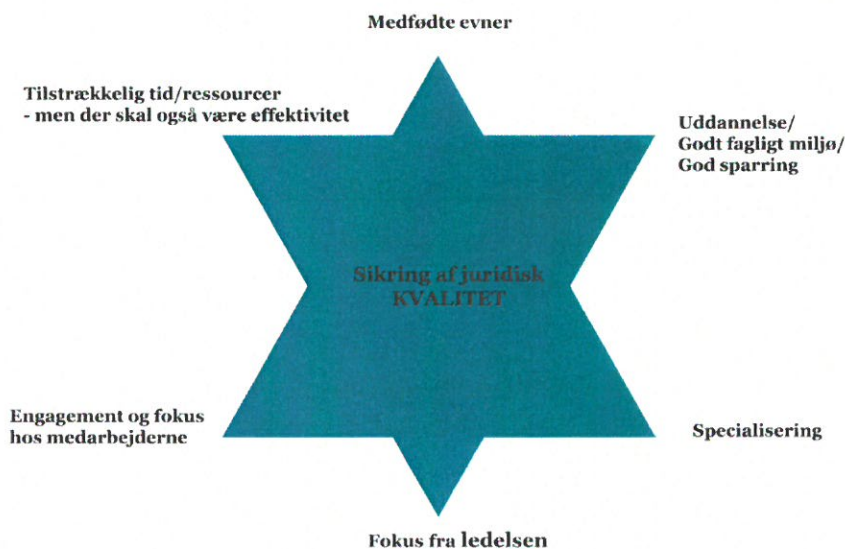 Medfødte evner
Tilstrækkelig tid/ressourcer
- men der skal også være effektivitet
Uddannelse/
Godt fagligt miljø/
God sparring
Sikring af juridisk
KVALITET
Engagement og fokus
hos medarbejderne
Specialisering
Fokus fra ledelsen